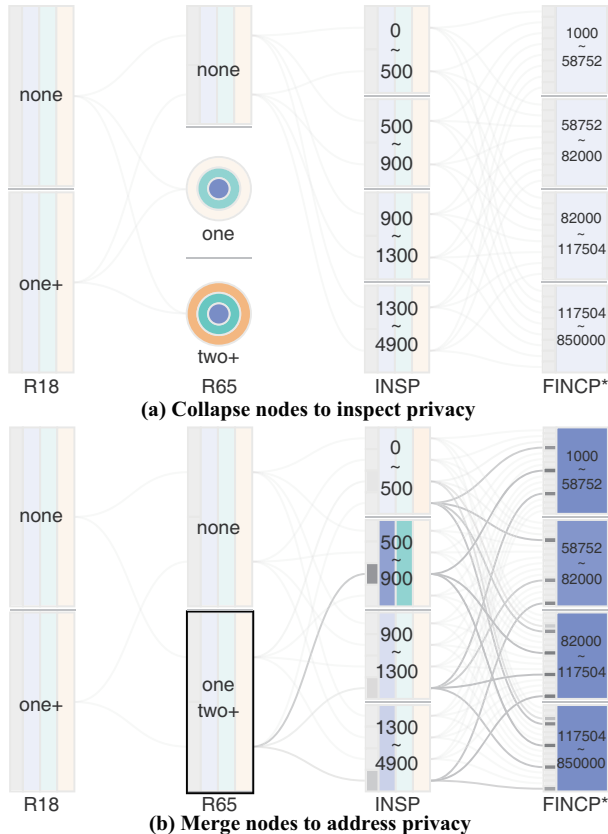 none
one+
R18
none
one
two+
R65
0
~
500
500
~
900
900
~
1300
1300
~
4900
INSP
1000
~
58752
58752
~
82000
82000
~
117504
117504
~
850000
FINCP*
(a) Collapse nodes to inspect privacy
none
one+
R18
none
one
two+
R65
0
~
500
500
~
900
900
~
1300
1300
~
4900
INSP
1000
~
58752
58752
~
82000
82000
~
117504
117504
~
850000
FINCP*
(b) Merge nodes to address privacy